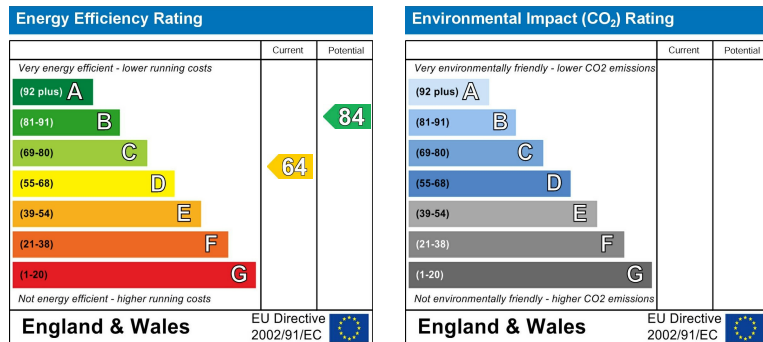 Energy Efficiency Rating
Current Potential
Very energy efficient - lower running costs
(92 plus) A
(81-91) B
84
(69-80) C
64
(55-68) D
(39-54) E
(21-38) F
(1-20) G
Not energy efficient - higher running costs
England & Wales
EU Directive
2002/91/EC
Environmental Impact (CO₂) Rating
Current Potential
Very environmentally friendly - lower CO2 emissions
(92 plus) A
(81-91) B
(69-80) C
(55-68) D
(39-54) E
(21-38) F
(1-20) G
Not environmentally friendly - higher CO2 emissions
England & Wales
EU Directive
2002/91/EC